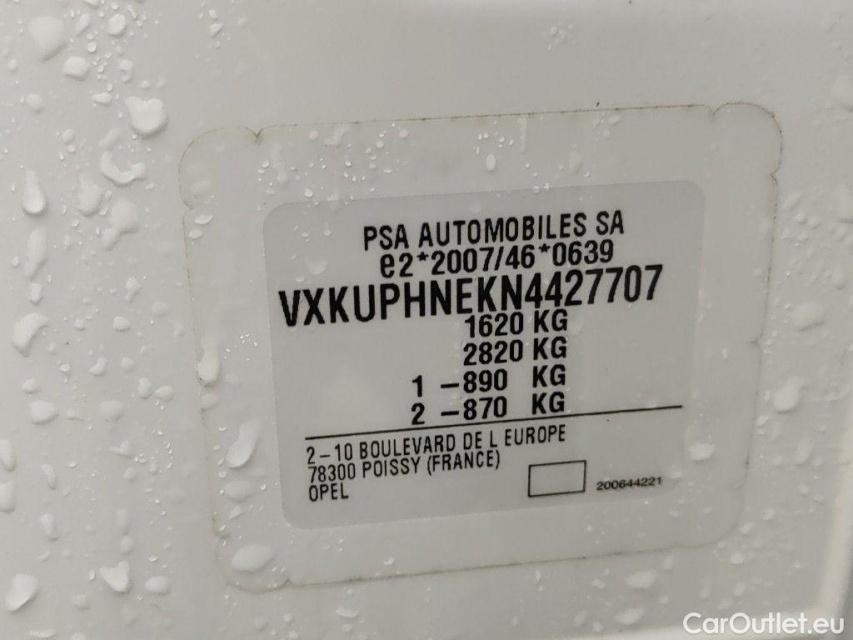 PSA AUTOMOBILES SA
e2*2007/46*0639
VXKUPHNEKN4427707
1620 KG
2820 KG
1 -890 KG
2 -870 KG
2-10 BOULEVARD DE L EUROPE
78300 POISSY (FRANCE)
OPEL
200644221
CarOutlet.eu